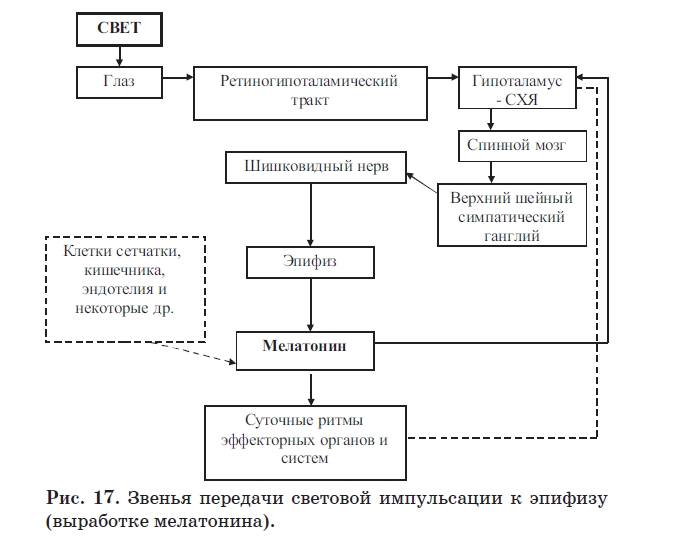 СВЕТ
Глаз
Ретиногипоталамический
тракт
Гипоталамус
- СХЯ
Спинной мозг
Верхний шейный
симпатический
ганглий
Шишковидный нерв
Эпифиз
Клетки сетчатки,
кишечника,
эндотелия и
некоторые др.
Мелатонин
Суточные ритмы
эффекторных органов и
систем
Рис. 17. Звенья передачи световой импульсации к эпифизу
(выработке мелатонина).